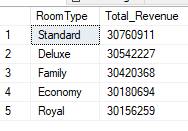 RoomType Total_Revenue
1 Standard 30760911
2 Deluxe 30542227
3 Family 30420368
4 Economy 30180694
5 Royal 30156259